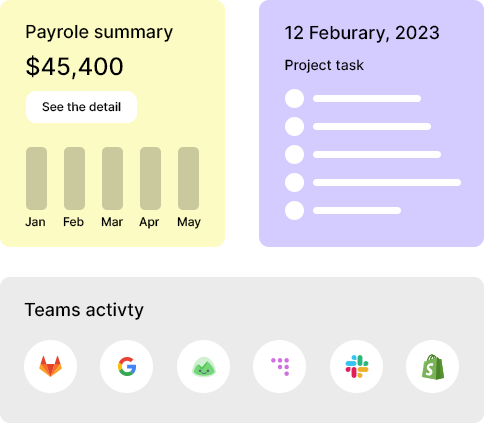 Payrole summary
$45,400
See the detail
Jan Feb Mar Apr May
12 Feburary, 2023
Project task
Teams activty